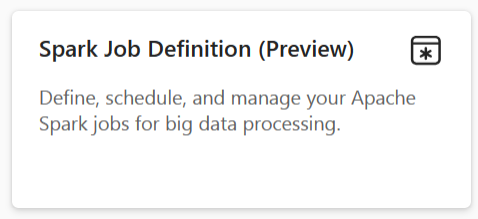 Spark Job Definition (Preview)
Define, schedule, and manage your Apache
Spark jobs for big data processing.